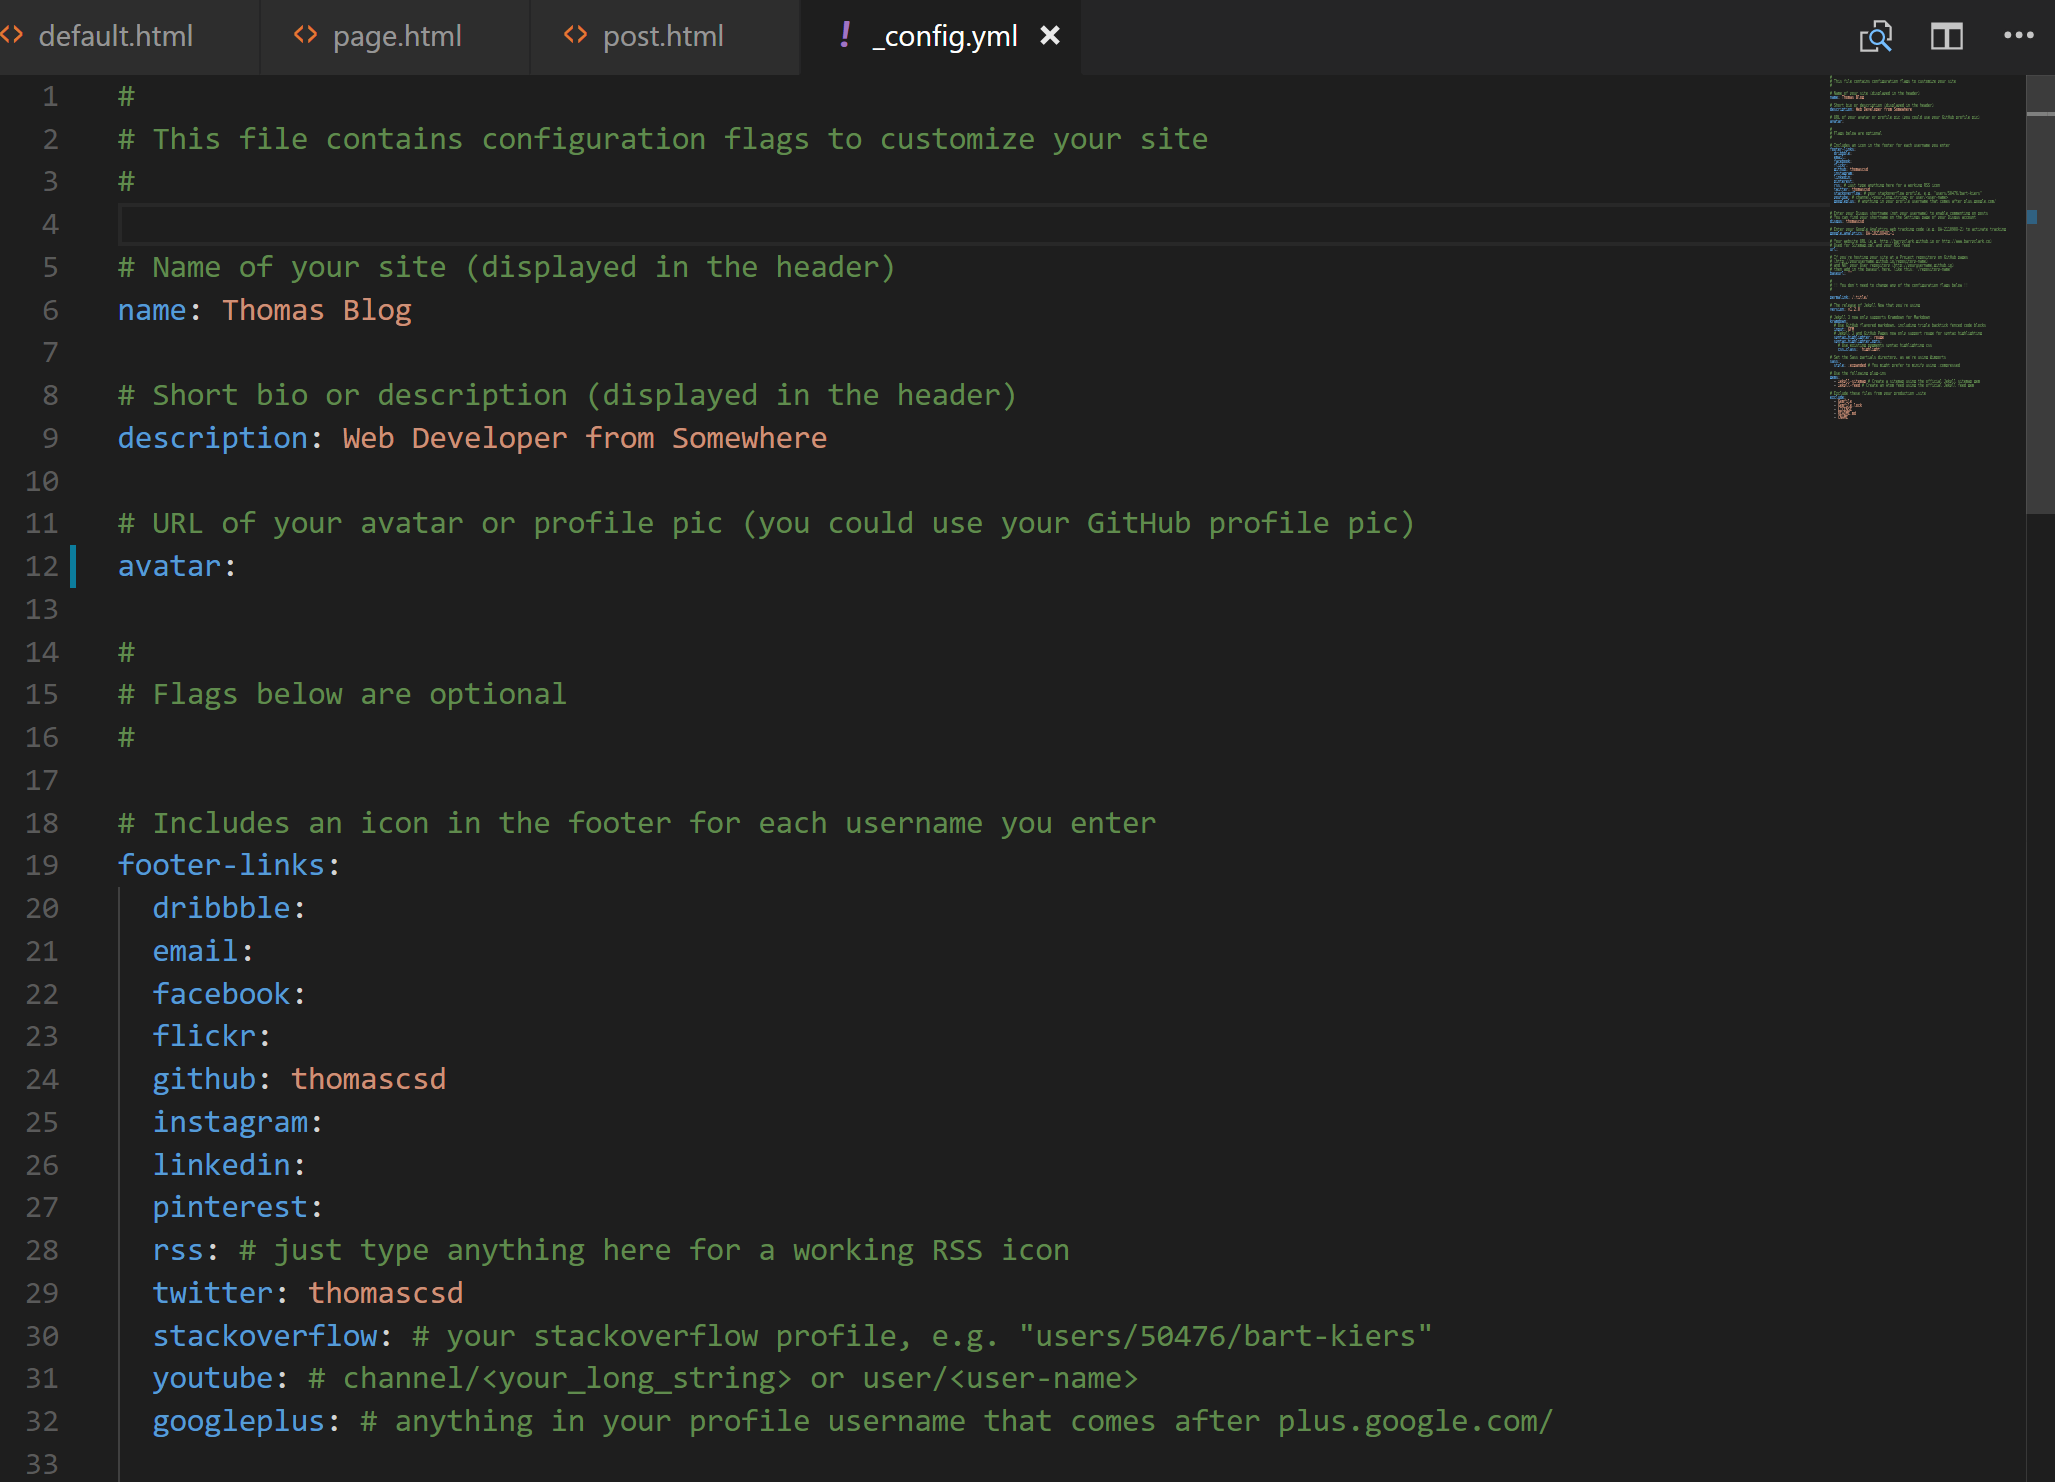 default.html
page.html
post.html
_config.yml
1 #
2 # This file contains configuration flags to customize your site
3 #
4
5 # Name of your site (displayed in the header)
6 name: Thomas Blog
7
8 # Short bio or description (displayed in the header)
9 description: Web Developer from Somewhere
10
11 # URL of your avatar or profile pic (you could use your GitHub profile pic)
12 avatar:
13
14 #
15 # Flags below are optional
16 #
17
18 # Includes an icon in the footer for each username you enter
19 footer-links:
20 dribbble:
21 email:
22 facebook:
23 flickr:
24 github: thomascsd
25 instagram:
26 linkedin:
27 pinterest:
28 rss: # just type anything here for a working RSS icon
29 twitter: thomascsd
30 stackoverflow: # your stackoverflow profile, e.g. "users/50476/bart-kiers"
31 youtube: # channel/<your_long_string> or user/<user-name>
32 googleplus: # anything in your profile username that comes after plus.google.com/
33